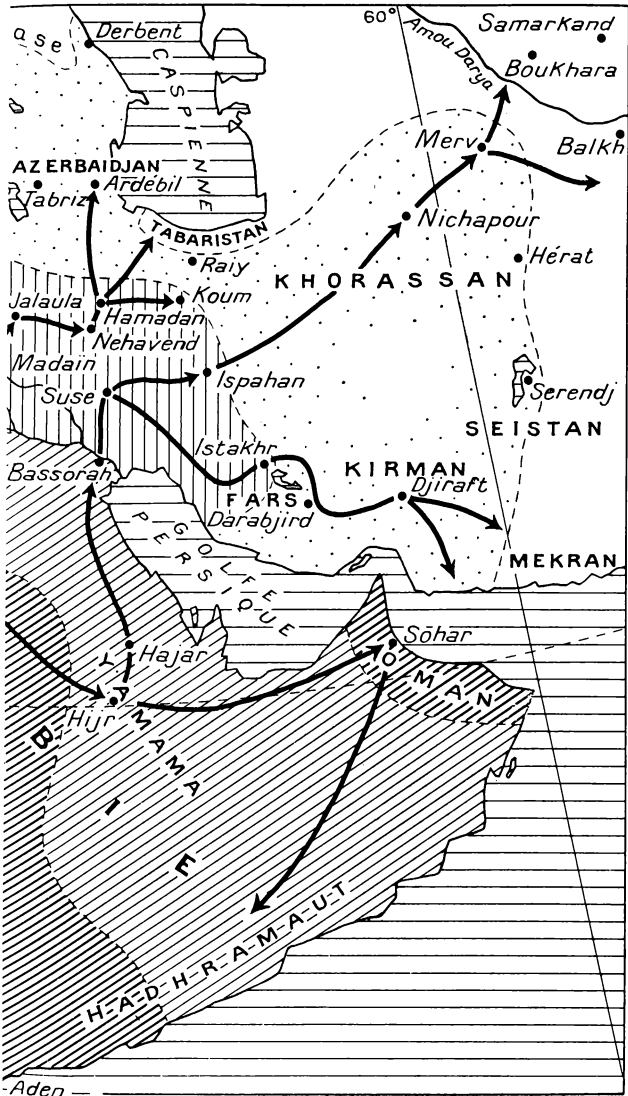 60°
Samarkand
ase
Derbent
Amou Darya
Boukhara
CASPIENNE
Merv
Balkh
AZERBAIDJAN
Ardébil
Tabriz
Nichapour
TABARISTAN
Raiy
Hérat
KHORASSAN
Koum
Jalaula
Hamadan
Nehavend
Madain
Ispahan
Suse
Serendj
SEISTAN
Istakhr
KIRMAN
Bassorah
Djiraft
FARS
Darabjird
GOLFE
PERSIQUE
MEKRAN
Sohar
Hajar
OMAN
YAMAMA
Hijr
BIE
HADHRAMAUT
Aden